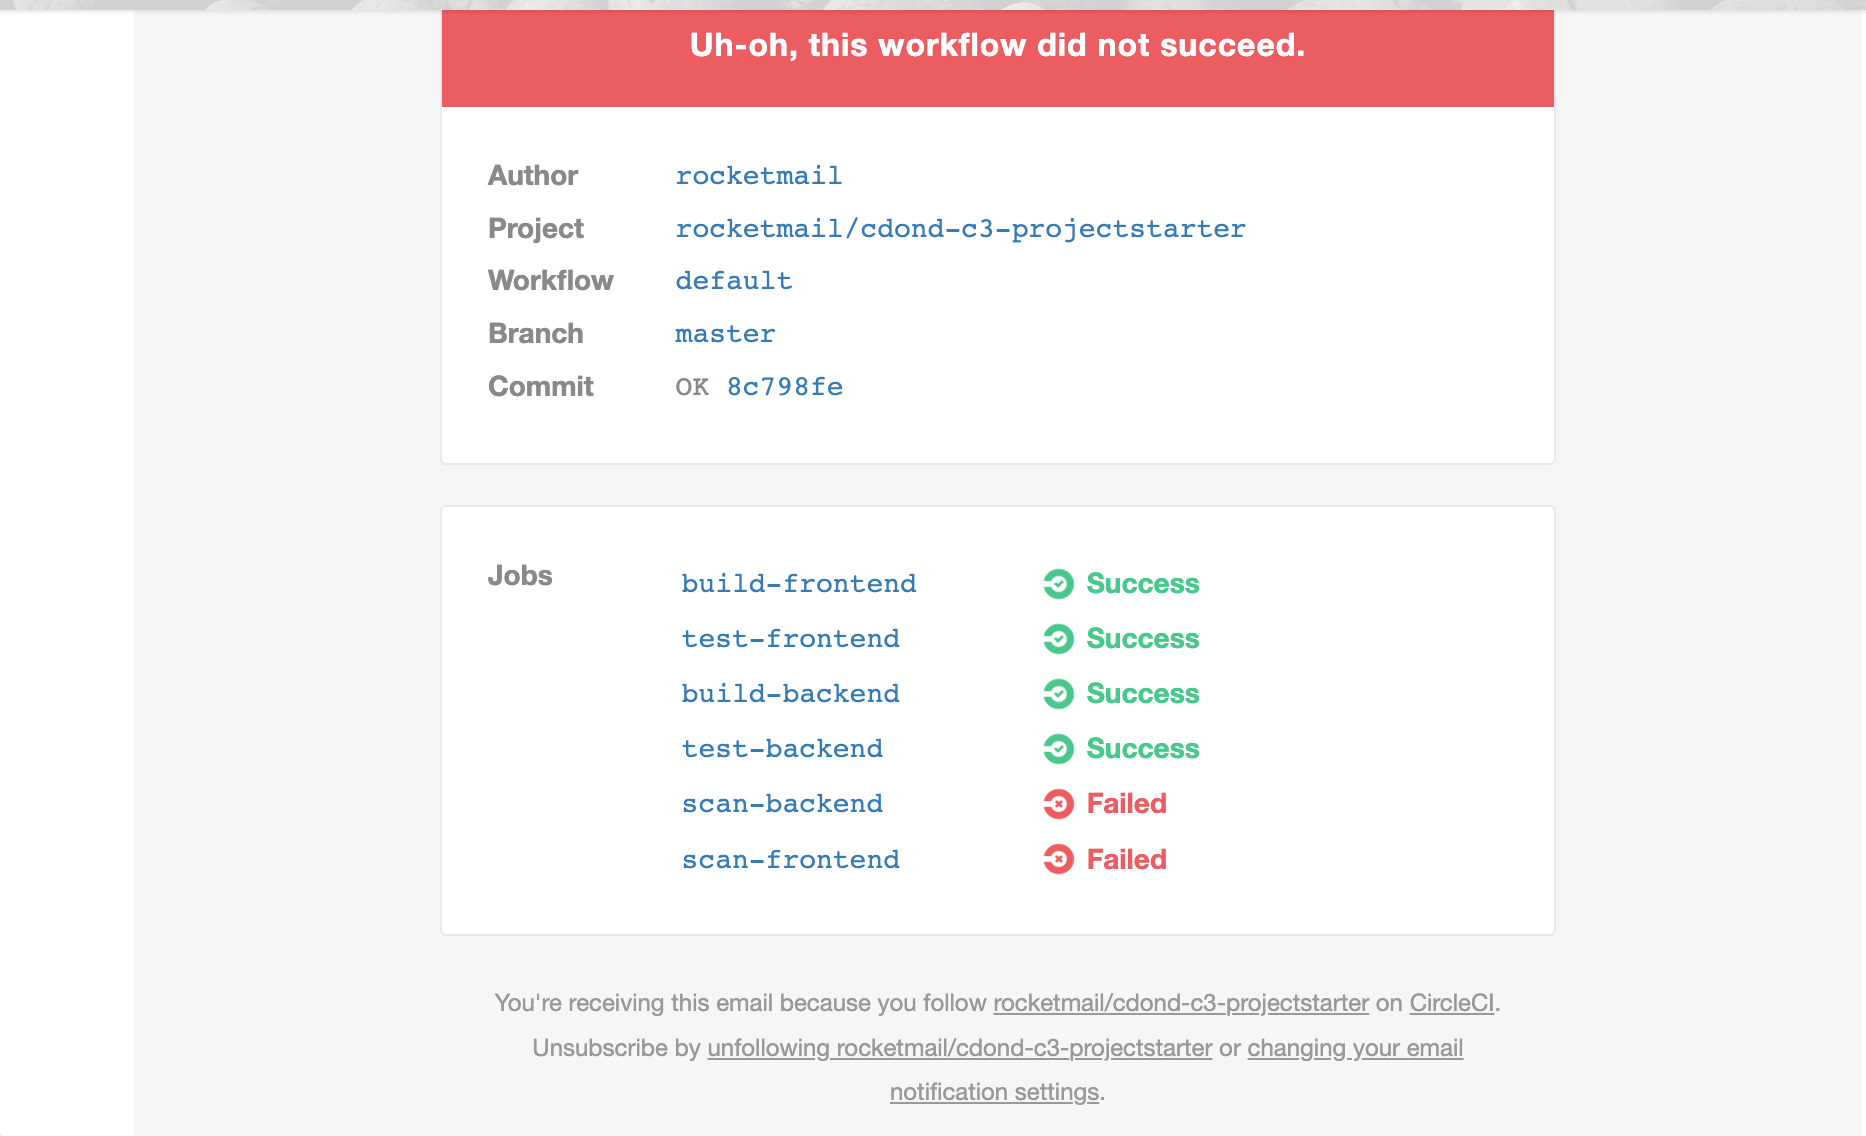 Uh-oh, this workflow did not succeed.
Author rocketmail
Project rocketmail/cdond-c3-projectstarter
Workflow default
Branch master
Commit OK 8c798fe
Jobs build-frontend Success
test-frontend Success
build-backend Success
test-backend Success
scan-backend Failed
scan-frontend Failed
You're receiving this email because you follow rocketmail/cdond-c3-projectstarter on CircleCI.
Unsubscribe by unfollowing rocketmail/cdond-c3-projectstarter or changing your email
notification settings.